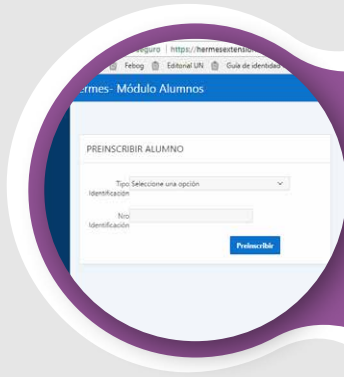 eguro | https://hermesextension
Febog Editorial UN Guía de identidad
ermes- Módulo Alumnos
PREINSCRIBIR ALUMNO
Tipo Seleccione una opción
Identificación
Nro
Identificación
Preinscribir